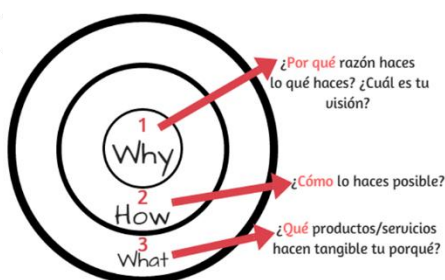 1
Why
2
How
3
What
¿Por qué razón haces
lo qué haces? ¿Cuál es tu
visión?
¿Cómo lo haces posible?
¿Qué productos/servicios
hacen tangible tu porqué?